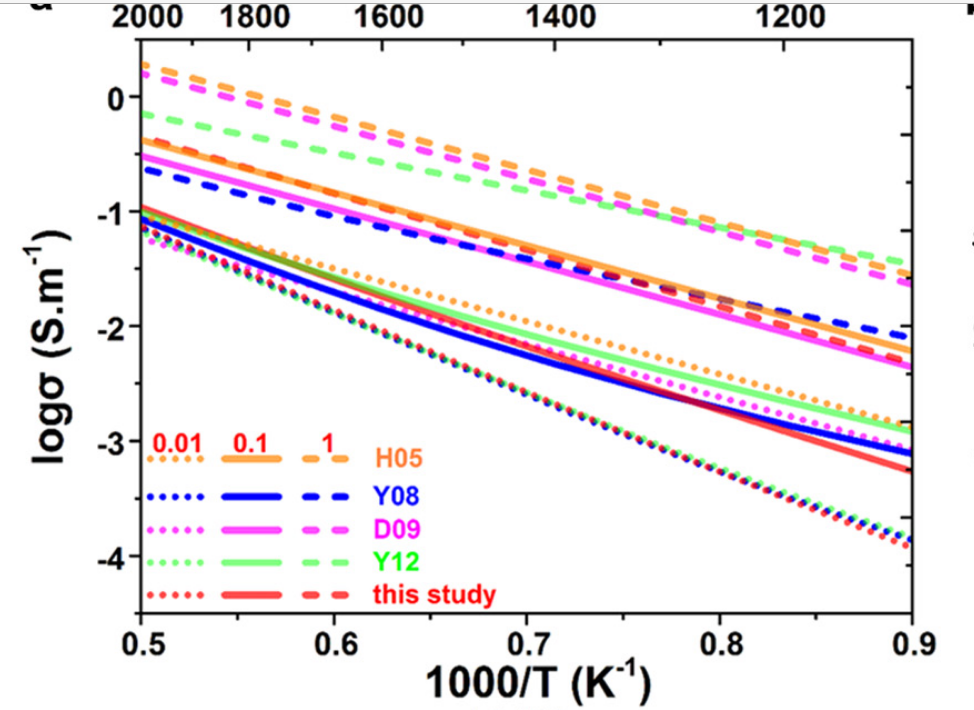 a
2000 1800 1600 1400 1200
0
-1
-2
-3
-4
logσ (S.m⁻¹)
0.01 0.1 1
H05
Y08
D09
Y12
this study
0.5 0.6 0.7 0.8 0.9
1000/T (K⁻¹)